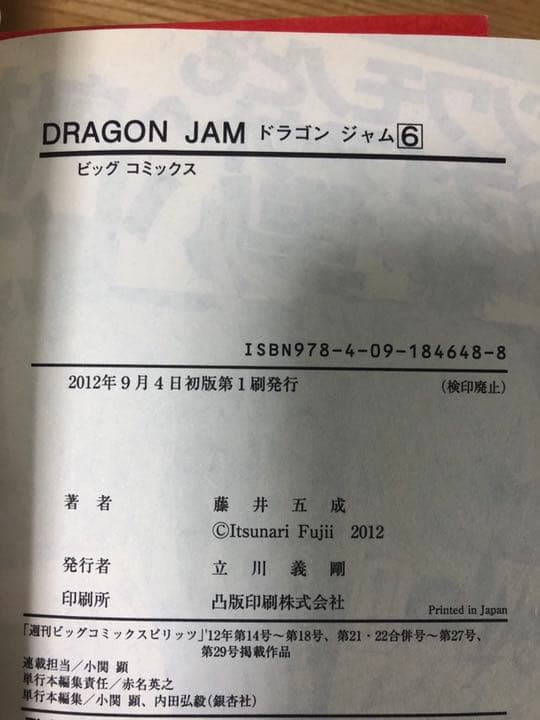 DRAGON JAM ドラゴン ジャム 6
ビッグ コミックス
ISBN978-4-09-184648-8
2012年9月4日初版第1刷発行 (検印廃止)
著者 藤井五成
©Itsunari Fujii 2012
発行者 立川義剛
印刷所 凸版印刷株式会社
Printed in Japan
「週刊ビッグコミックスピリッツ」'12年第14号〜第18号、第21・22合併号〜第27号、
第29号掲載作品
連載担当／小関 顕
単行本編集責任／赤名英之
単行本編集／小関 顕、内田弘毅(銀杏社)